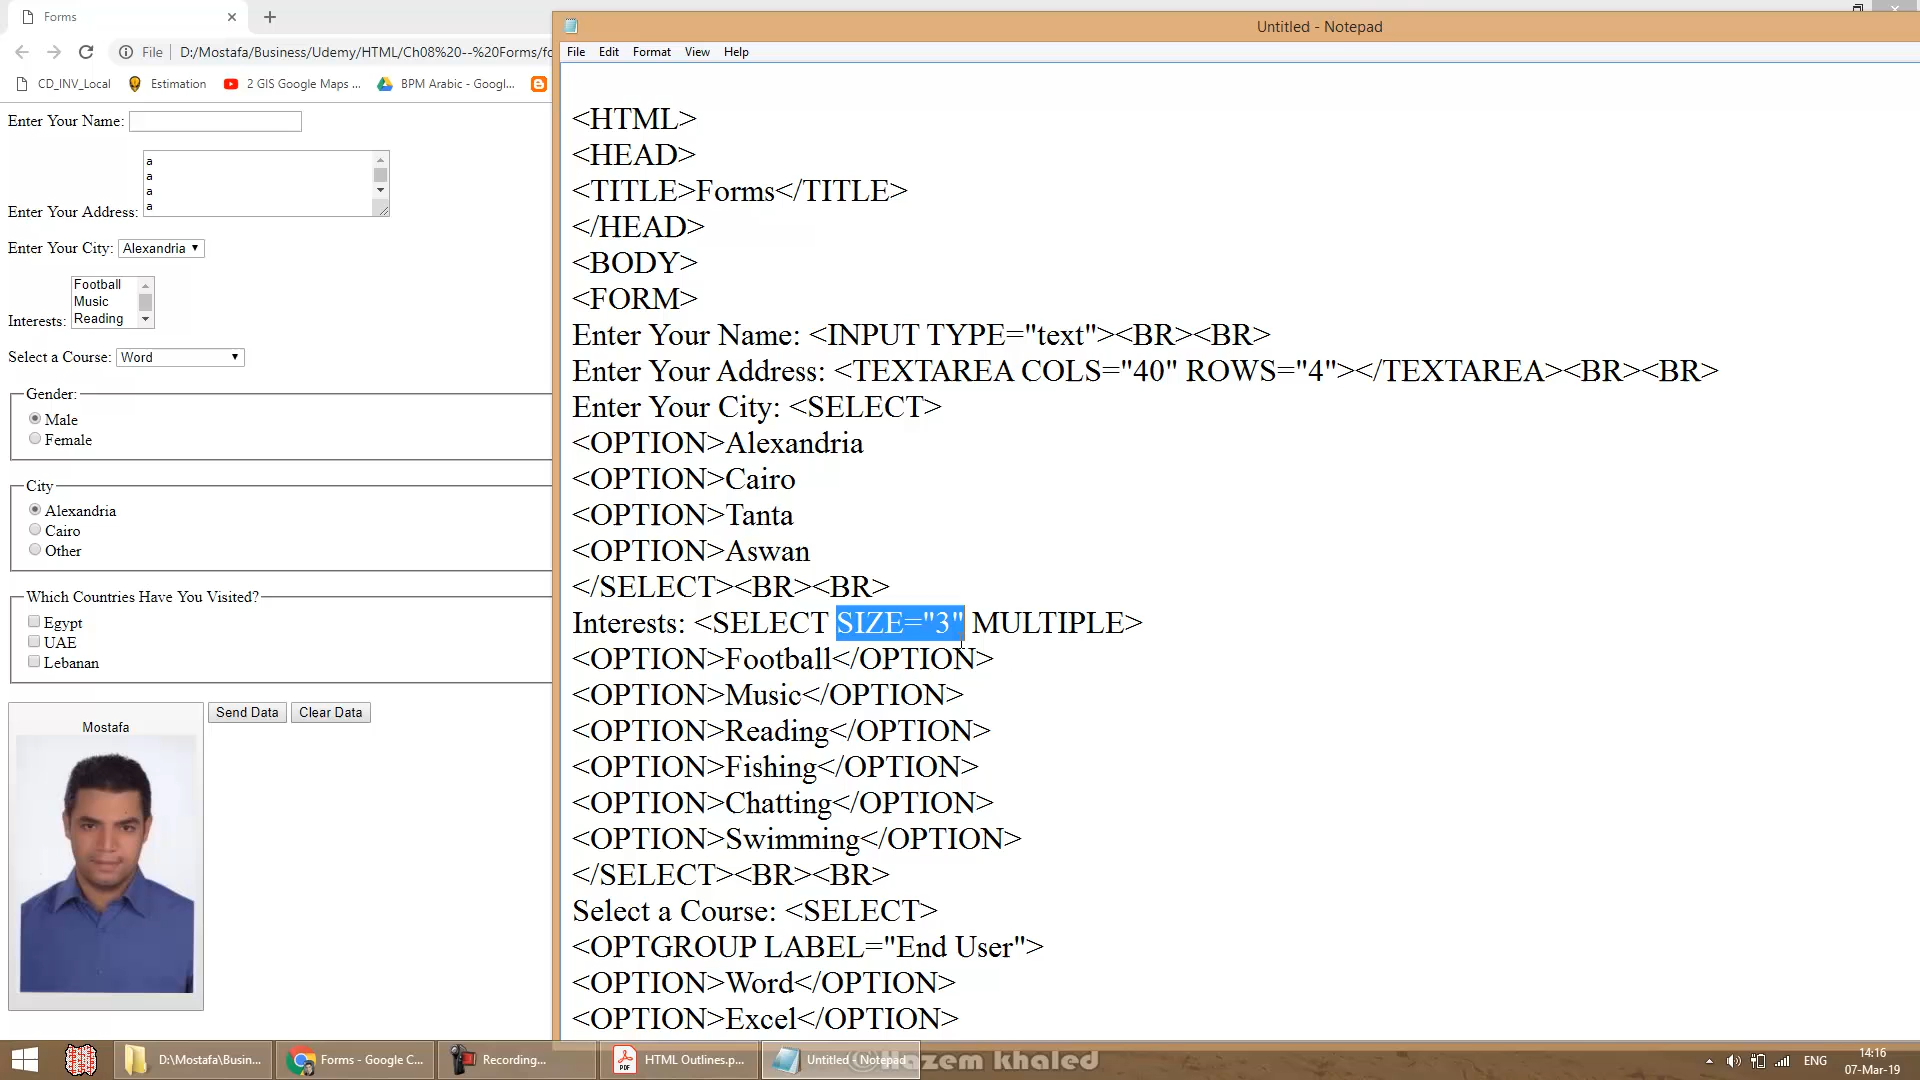 Forms
Untitled - Notepad
File D:/Mostafa/Business/Udemy/HTML/Ch08%20--%20Forms/fo
File Edit Format View Help
CD_INV_Local Estimation 2 GIS Google Maps ... BPM Arabic - Googl...
Enter Your Name:
a
a
a
a
Enter Your Address:
Enter Your City: Alexandria
Football
Music
Reading
Interests:
Select a Course: Word
Gender:
Male
Female
City
Alexandria
Cairo
Other
Which Countries Have You Visited?
Egypt
UAE
Lebanan
Mostafa
Send Data Clear Data
<HTML>
<HEAD>
<TITLE>Forms</TITLE>
</HEAD>
<BODY>
<FORM>
Enter Your Name: <INPUT TYPE="text"><BR><BR>
Enter Your Address: <TEXTAREA COLS="40" ROWS="4"></TEXTAREA><BR><BR>
Enter Your City: <SELECT>
<OPTION>Alexandria
<OPTION>Cairo
<OPTION>Tanta
<OPTION>Aswan
</SELECT><BR><BR>
Interests: <SELECT SIZE="3" MULTIPLE>
<OPTION>Football</OPTION>
<OPTION>Music</OPTION>
<OPTION>Reading</OPTION>
<OPTION>Fishing</OPTION>
<OPTION>Chatting</OPTION>
<OPTION>Swimming</OPTION>
</SELECT><BR><BR>
Select a Course: <SELECT>
<OPTGROUP LABEL="End User">
<OPTION>Word</OPTION>
<OPTION>Excel</OPTION>
D:\Mostafa\Busin... Forms - Google C... Recording... HTML Outlines.p... Untitled - Notepad
©Hazem khaled
ENG
14:16
07-Mar-19